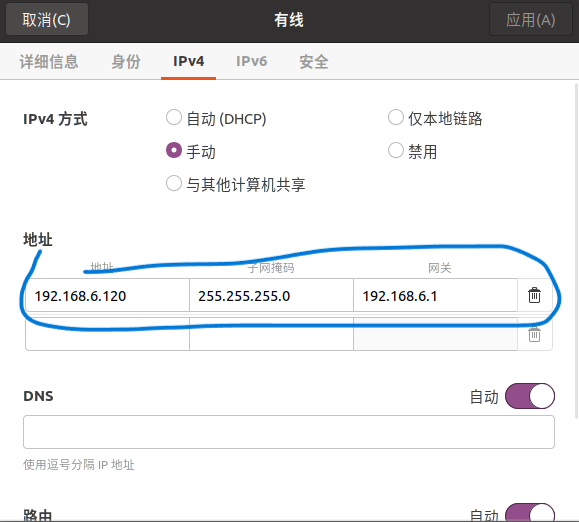 取消(C) 有线 应用(A)
详细信息 身份 IPv4 IPv6 安全
IPv4 方式 自动 (DHCP) 仅本地链路
手动 禁用
与其他计算机共享
地址
地址 子网掩码 网关
192.168.6.120 255.255.255.0 192.168.6.1
DNS 自动
使用逗号分隔 IP 地址
路由 自动